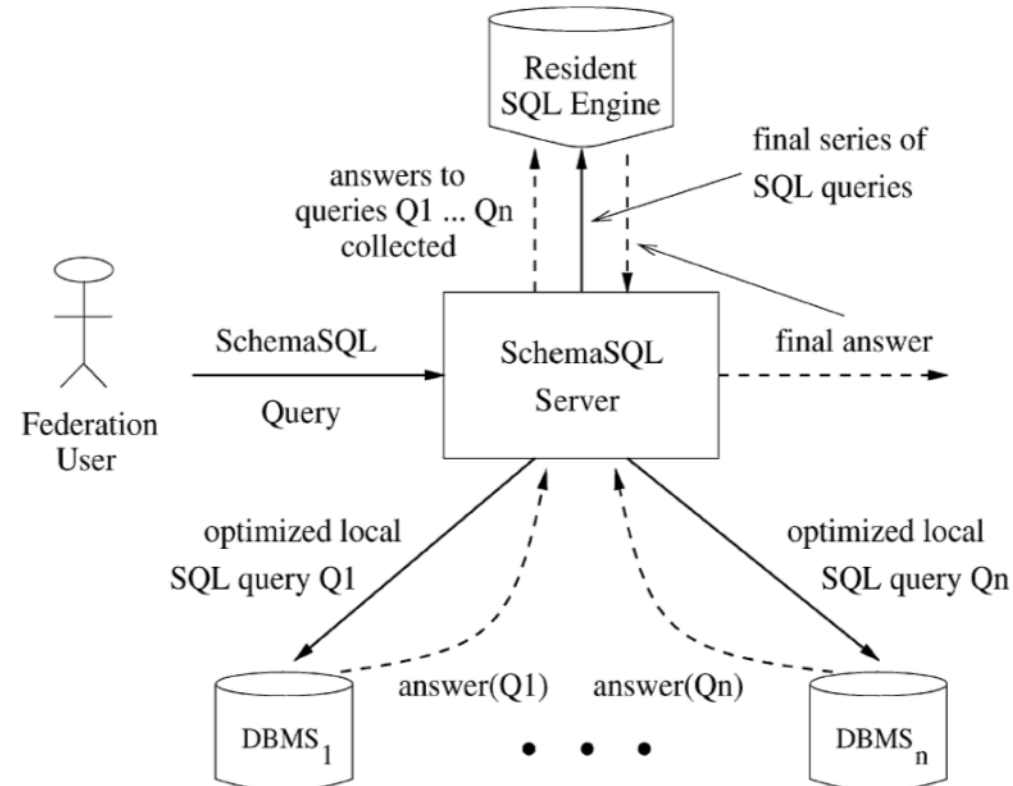 Resident
SQL Engine
final series of
SQL queries
answers to
queries Q1 ... Qn
collected
SchemaSQL
Query
Federation
User
SchemaSQL
Server
final answer
optimized local
SQL query Q1
optimized local
SQL query Qn
answer(Q1)
answer(Qn)
DBMS1
DBMSn